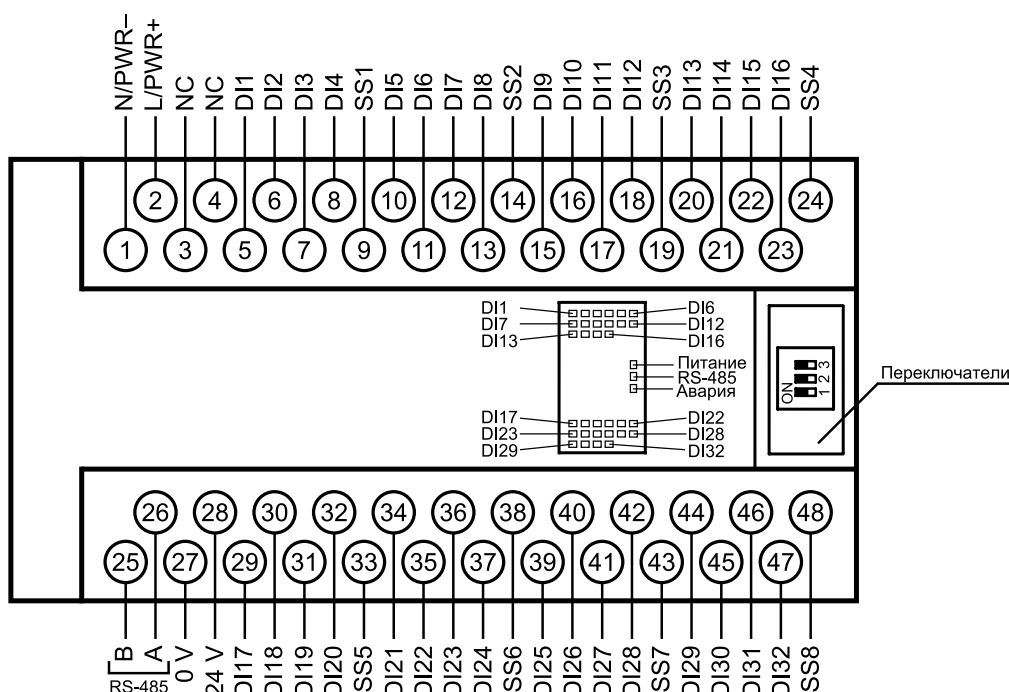 N/PWR–
L/PWR+
NC
NC
DI1
DI2
DI3
DI4
SS1
DI5
DI6
DI7
DI8
SS2
DI9
DI10
DI11
DI12
SS3
DI13
DI14
DI15
DI16
SS4
2 4 6 8 10 12 14 16 18 20 22 24
1 3 5 7 9 11 13 15 17 19 21 23
DI1 DI6
DI7 DI12
DI13 DI16
Питание
RS-485
Авария
DI17 DI22
DI23 DI28
DI29 DI32
ON
1 2 3
Переключатели
26 28 30 32 34 36 38 40 42 44 46 48
25 27 29 31 33 35 37 39 41 43 45 47
B
A
RS-485
0 V
24 V
DI17
DI18
DI19
DI20
SS5
DI21
DI22
DI23
DI24
SS6
DI25
DI26
DI27
DI28
SS7
DI29
DI30
DI31
DI32
SS8